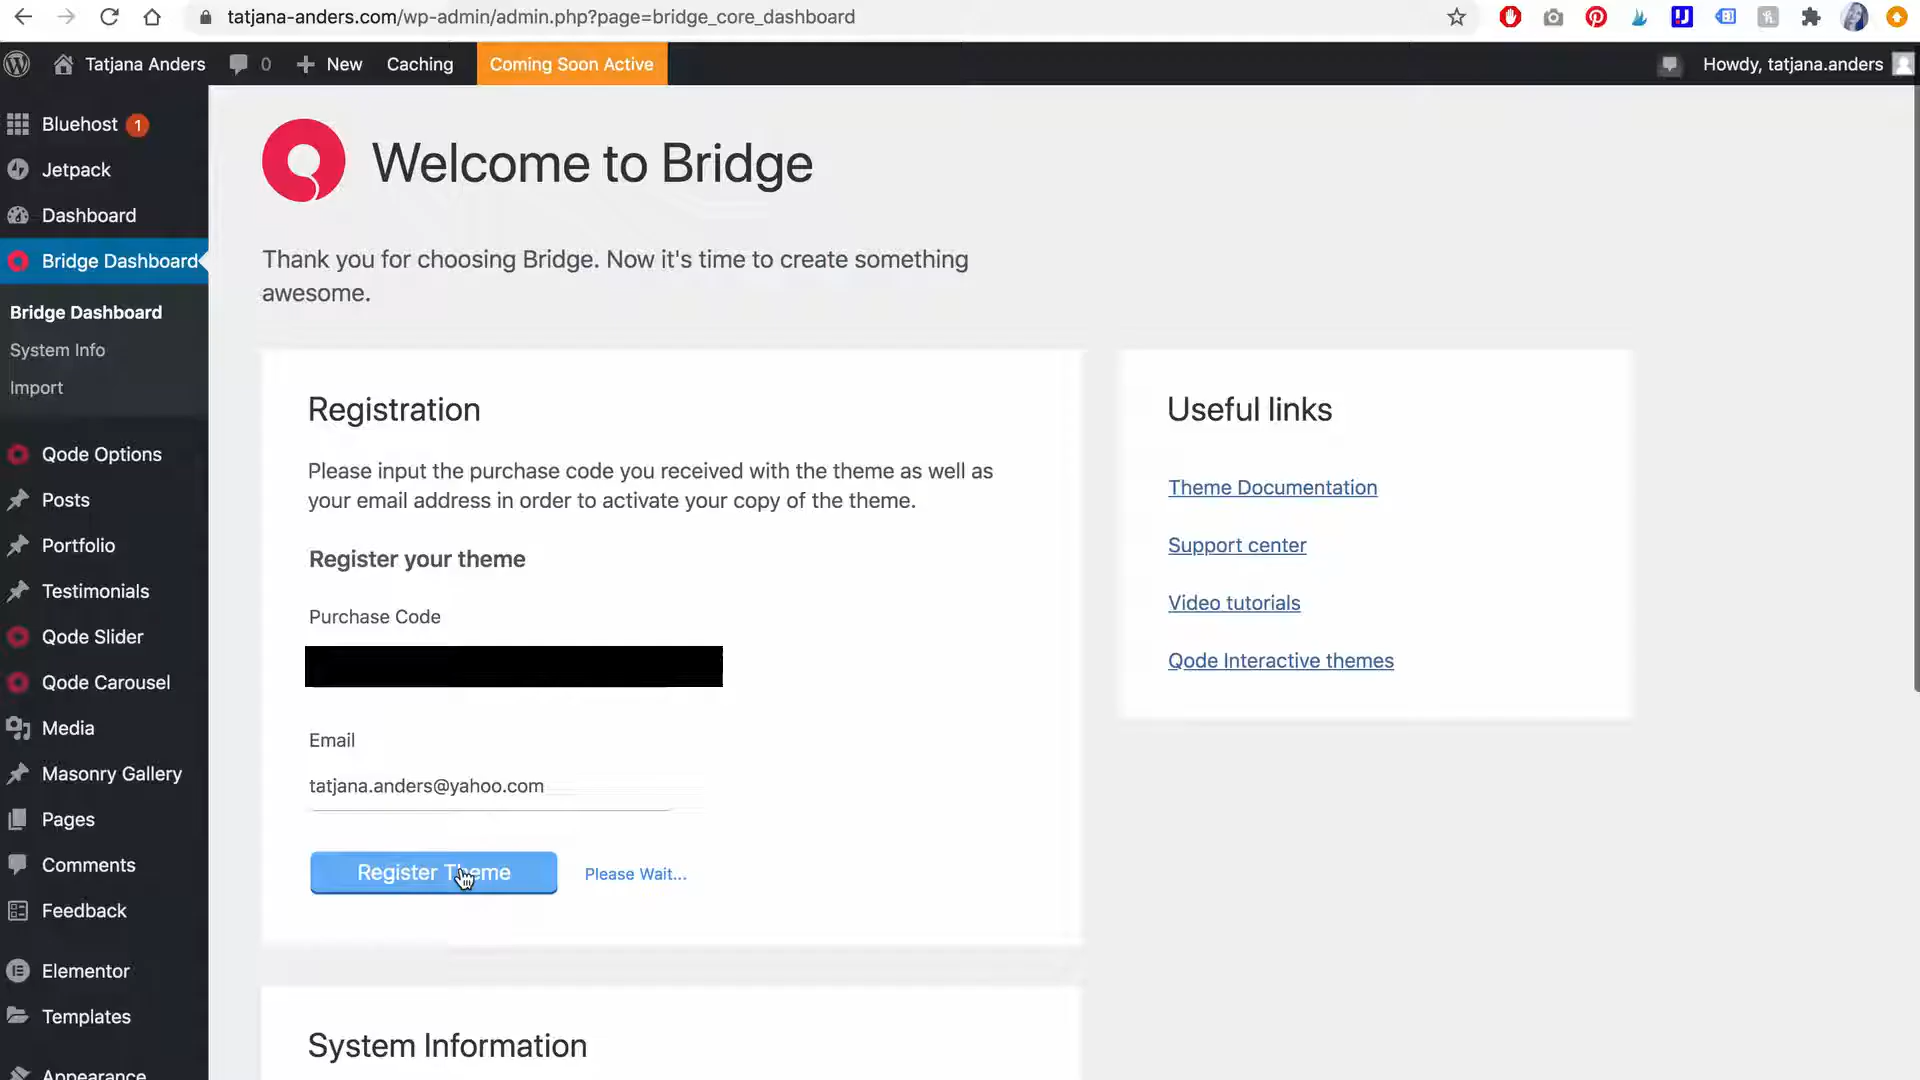 tatjana-anders.com/wp-admin/admin.php?page=bridge_core_dashboard
Tatjana Anders
0
New
Caching
Coming Soon Active
Howdy, tatjana.anders
Bluehost 1
Jetpack
Dashboard
Bridge Dashboard
Bridge Dashboard
System Info
Import
Qode Options
Posts
Portfolio
Testimonials
Qode Slider
Qode Carousel
Media
Masonry Gallery
Pages
Comments
Feedback
Elementor
Templates
Appearance
Welcome to Bridge
Thank you for choosing Bridge. Now it's time to create something
awesome.
Registration
Please input the purchase code you received with the theme as well as
your email address in order to activate your copy of the theme.
Register your theme
Purchase Code
Email
tatjana.anders@yahoo.com
Register Theme
Please Wait...
System Information
Useful links
Theme Documentation
Support center
Video tutorials
Qode Interactive themes